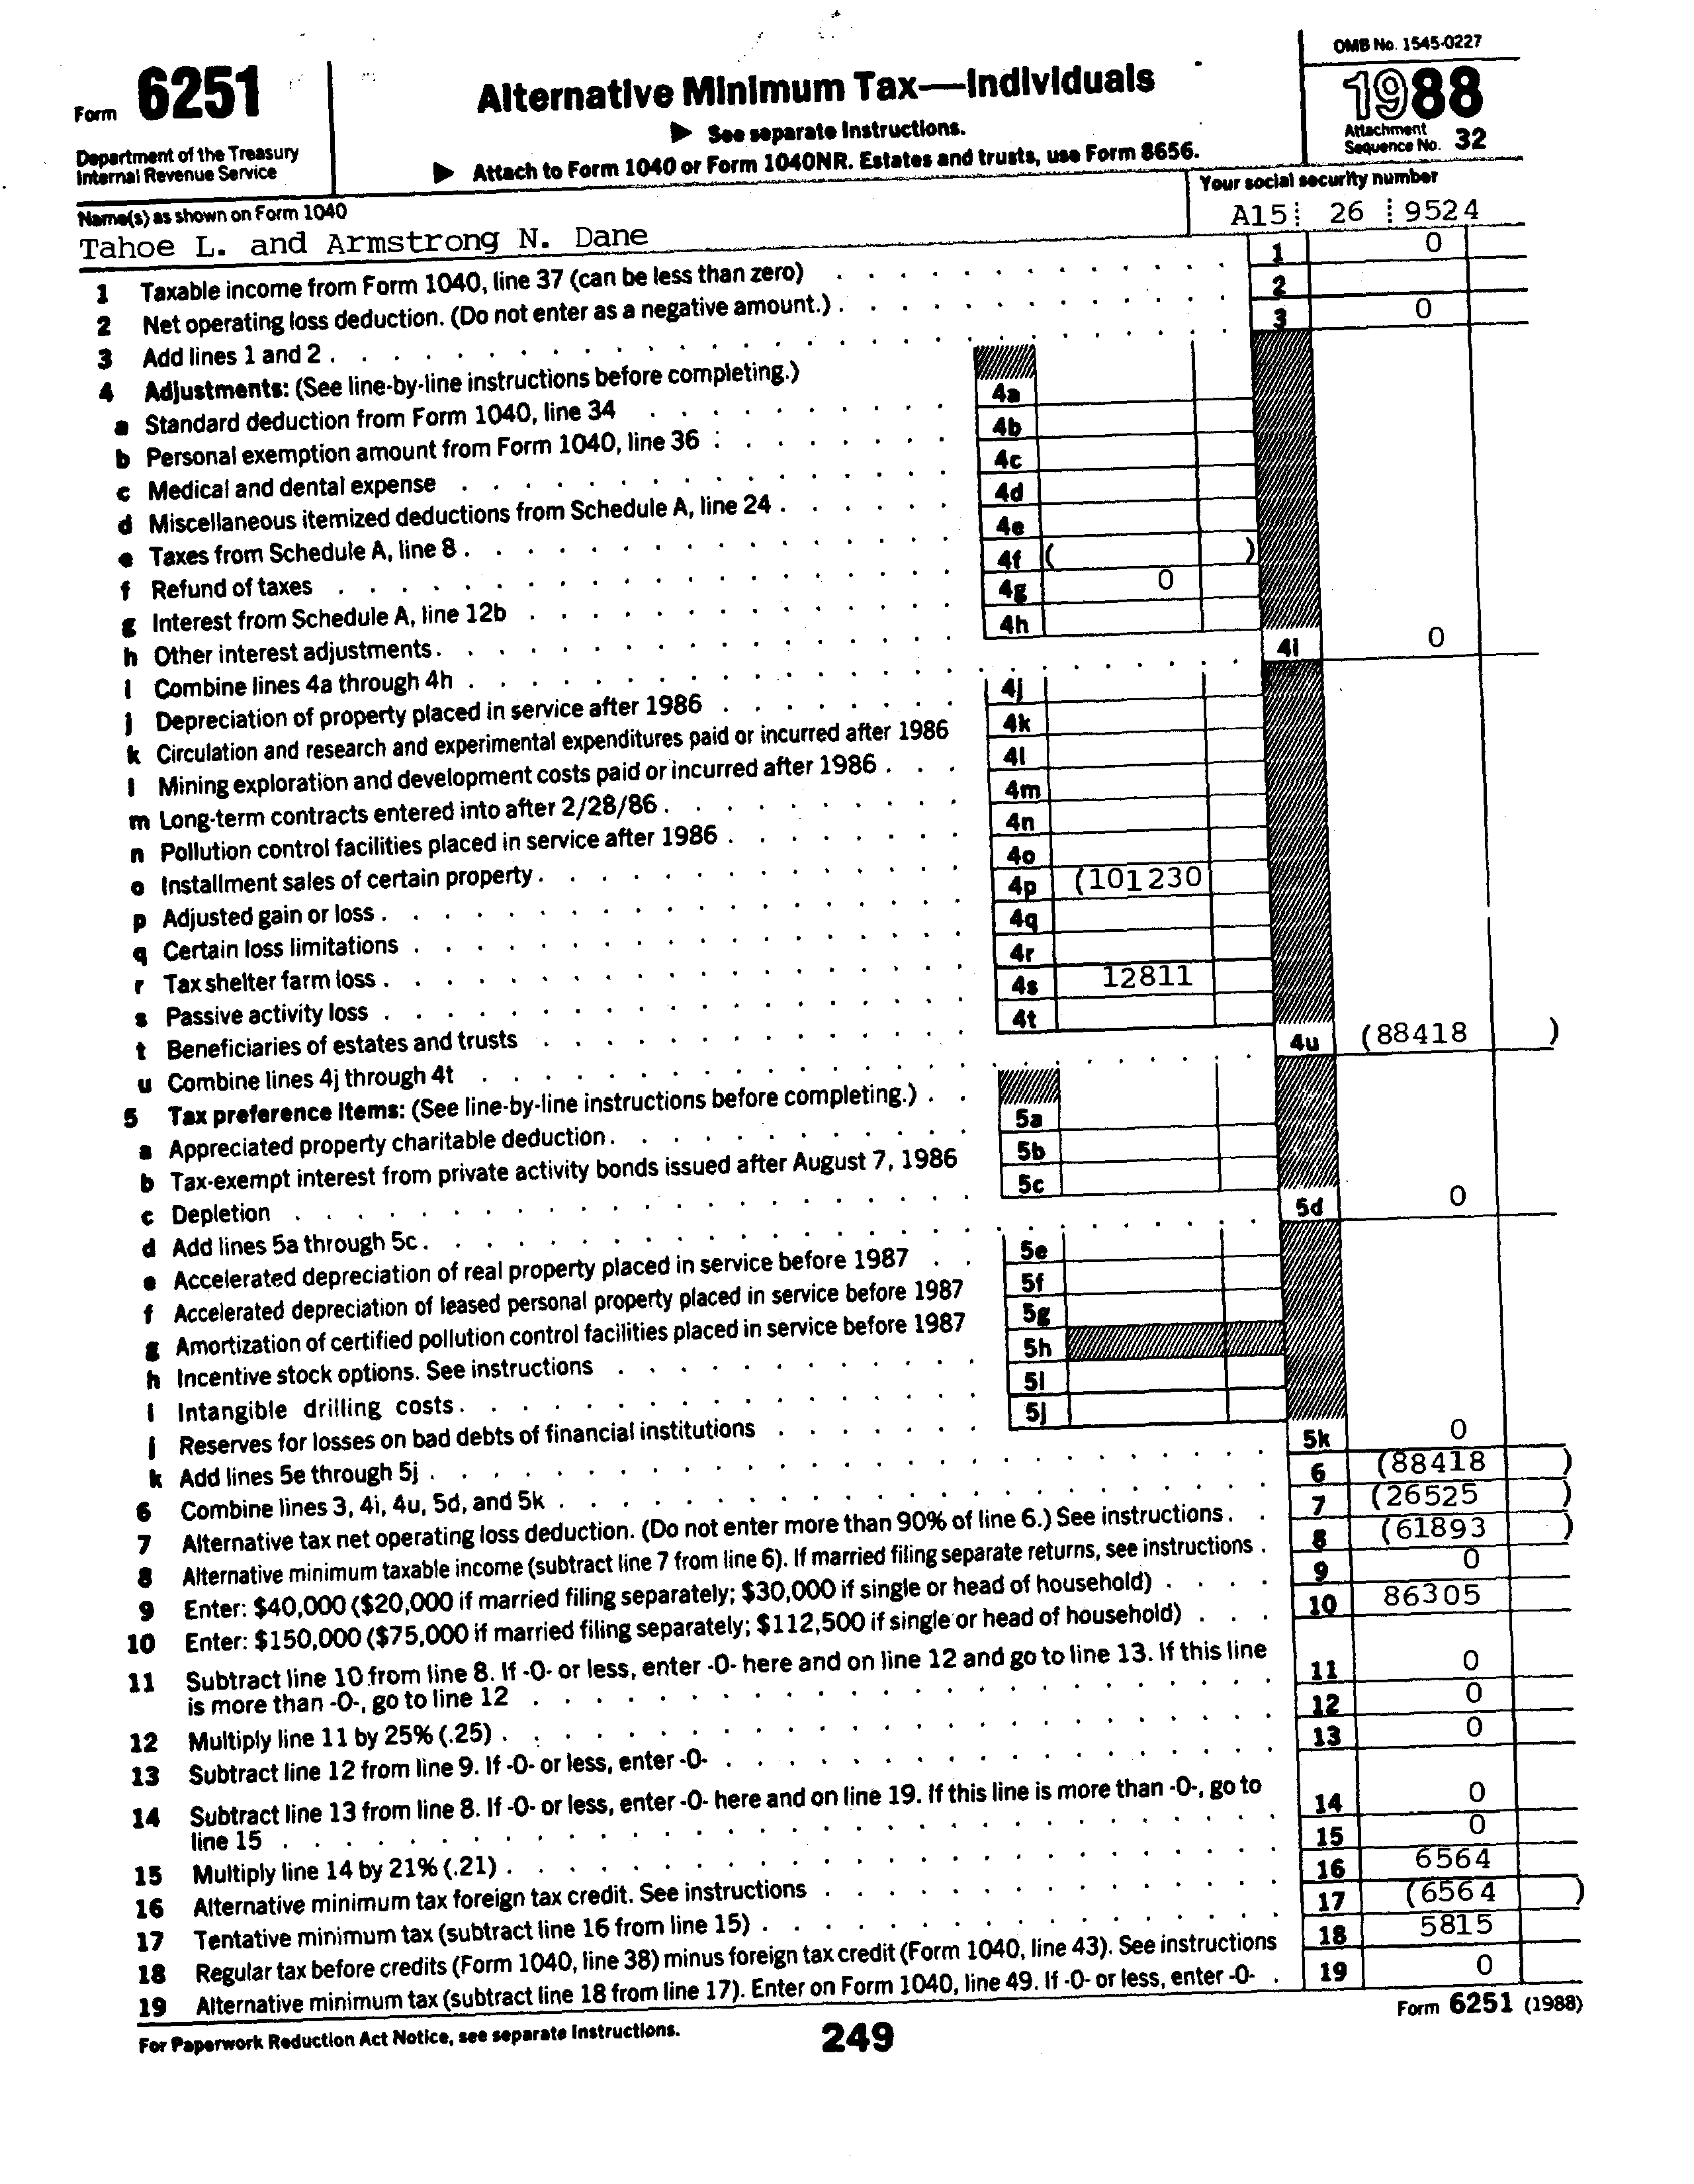 OMB No. 1545-0227
Form 6251
Alternative Minimum Tax—Individuals
1988
▶ See separate Instructions.
Department of the Treasury
Internal Revenue Service
▶ Attach to Form 1040 or Form 1040NR. Estates and trusts, use Form 8656.
Attachment
Sequence No. 32
Name(s) as shown on Form 1040
Your social security number
Tahoe L. and Armstrong N. Dane
A15 26 9524
1 Taxable income from Form 1040, line 37 (can be less than zero) 1 0
2 Net operating loss deduction. (Do not enter as a negative amount.) 2
3 Add lines 1 and 2 3 0
4 Adjustments: (See line-by-line instructions before completing.)
a Standard deduction from Form 1040, line 34 4a
b Personal exemption amount from Form 1040, line 36 4b
c Medical and dental expense 4c
d Miscellaneous itemized deductions from Schedule A, line 24 4d
e Taxes from Schedule A, line 8 4e
f Refund of taxes 4f ( )
g Interest from Schedule A, line 12b 4g 0
h Other interest adjustments 4h
i Combine lines 4a through 4h 4i 0
j Depreciation of property placed in service after 1986 4j
k Circulation and research and experimental expenditures paid or incurred after 1986 4k
l Mining exploration and development costs paid or incurred after 1986 4l
m Long-term contracts entered into after 2/28/86 4m
n Pollution control facilities placed in service after 1986 4n
o Installment sales of certain property 4o
p Adjusted gain or loss 4p (101230
q Certain loss limitations 4q
r Tax shelter farm loss 4r
s Passive activity loss 4s 12811
t Beneficiaries of estates and trusts 4t
u Combine lines 4j through 4t 4u (88418 )
5 Tax preference items: (See line-by-line instructions before completing.)
a Appreciated property charitable deduction 5a
b Tax-exempt interest from private activity bonds issued after August 7, 1986 5b
c Depletion 5c
d Add lines 5a through 5c 5d 0
e Accelerated depreciation of real property placed in service before 1987 5e
f Accelerated depreciation of leased personal property placed in service before 1987 5f
g Amortization of certified pollution control facilities placed in service before 1987 5g
h Incentive stock options. See instructions 5h
i Intangible drilling costs 5i
j Reserves for losses on bad debts of financial institutions 5j
k Add lines 5e through 5j 5k 0
6 Combine lines 3, 4i, 4u, 5d, and 5k 6 (88418 )
7 Alternative tax net operating loss deduction. (Do not enter more than 90% of line 6.) See instructions. 7 (26525 )
8 Alternative minimum taxable income (subtract line 7 from line 6). If married filing separate returns, see instructions 8 (61893 )
9 Enter: $40,000 ($20,000 if married filing separately; $30,000 if single or head of household) 9 0
10 Enter: $150,000 ($75,000 if married filing separately; $112,500 if single or head of household) 10 86305
11 Subtract line 10 from line 8. If -0- or less, enter -0- here and on line 12 and go to line 13. If this line
is more than -0-, go to line 12 11 0
12 Multiply line 11 by 25% (.25) 12 0
13 Subtract line 12 from line 9. If -0- or less, enter -0- 13 0
14 Subtract line 13 from line 8. If -0- or less, enter -0- here and on line 19. If this line is more than -0-, go to
line 15 14 0
15 Multiply line 14 by 21% (.21) 15 0
16 Alternative minimum tax foreign tax credit. See instructions 16 6564
17 Tentative minimum tax (subtract line 16 from line 15) 17 (6564 )
18 Regular tax before credits (Form 1040, line 38) minus foreign tax credit (Form 1040, line 43). See instructions 18 5815
19 Alternative minimum tax (subtract line 18 from line 17). Enter on Form 1040, line 49. If -0- or less, enter -0- 19 0
For Paperwork Reduction Act Notice, see separate Instructions.
249
Form 6251 (1988)